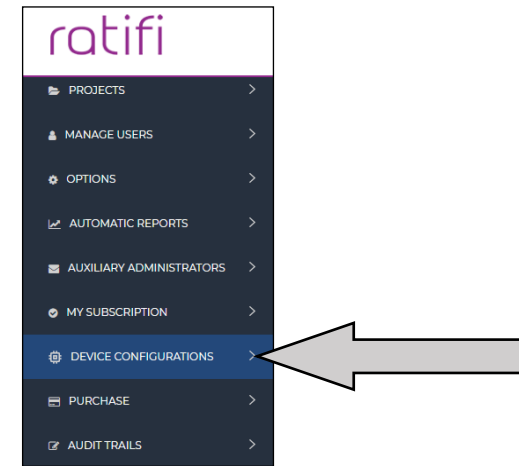 ratifi
PROJECTS
MANAGE USERS
OPTIONS
AUTOMATIC REPORTS
AUXILIARY ADMINISTRATORS
MY SUBSCRIPTION
DEVICE CONFIGURATIONS
PURCHASE
AUDIT TRAILS